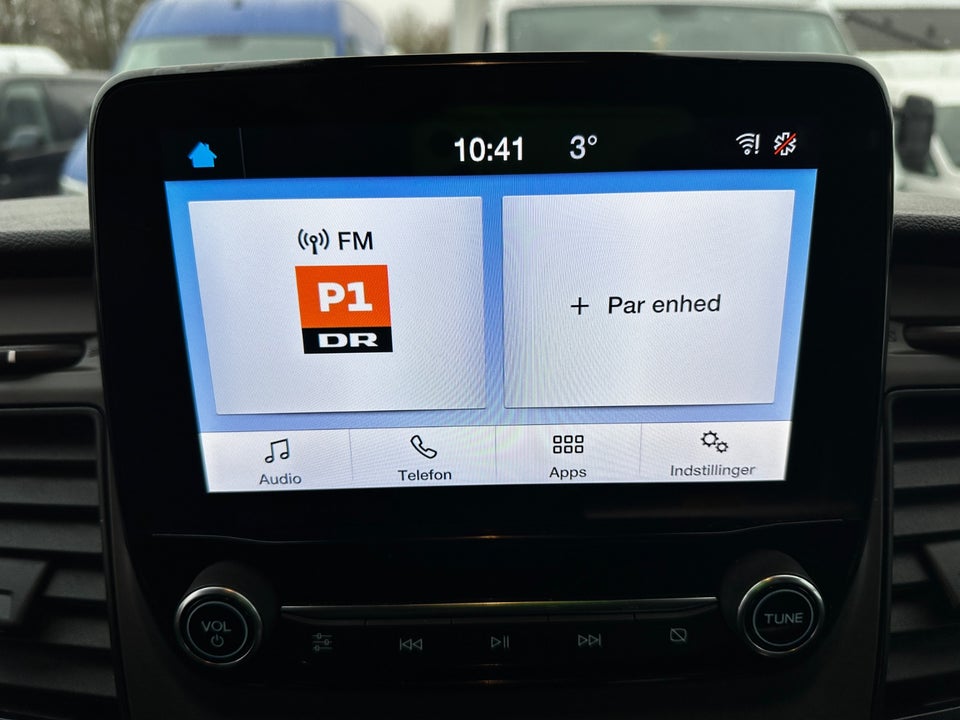 10:41 3°
FM
P1
DR
+ Par enhed
Audio
Telefon
Apps
Indstillinger
VOL
TUNE